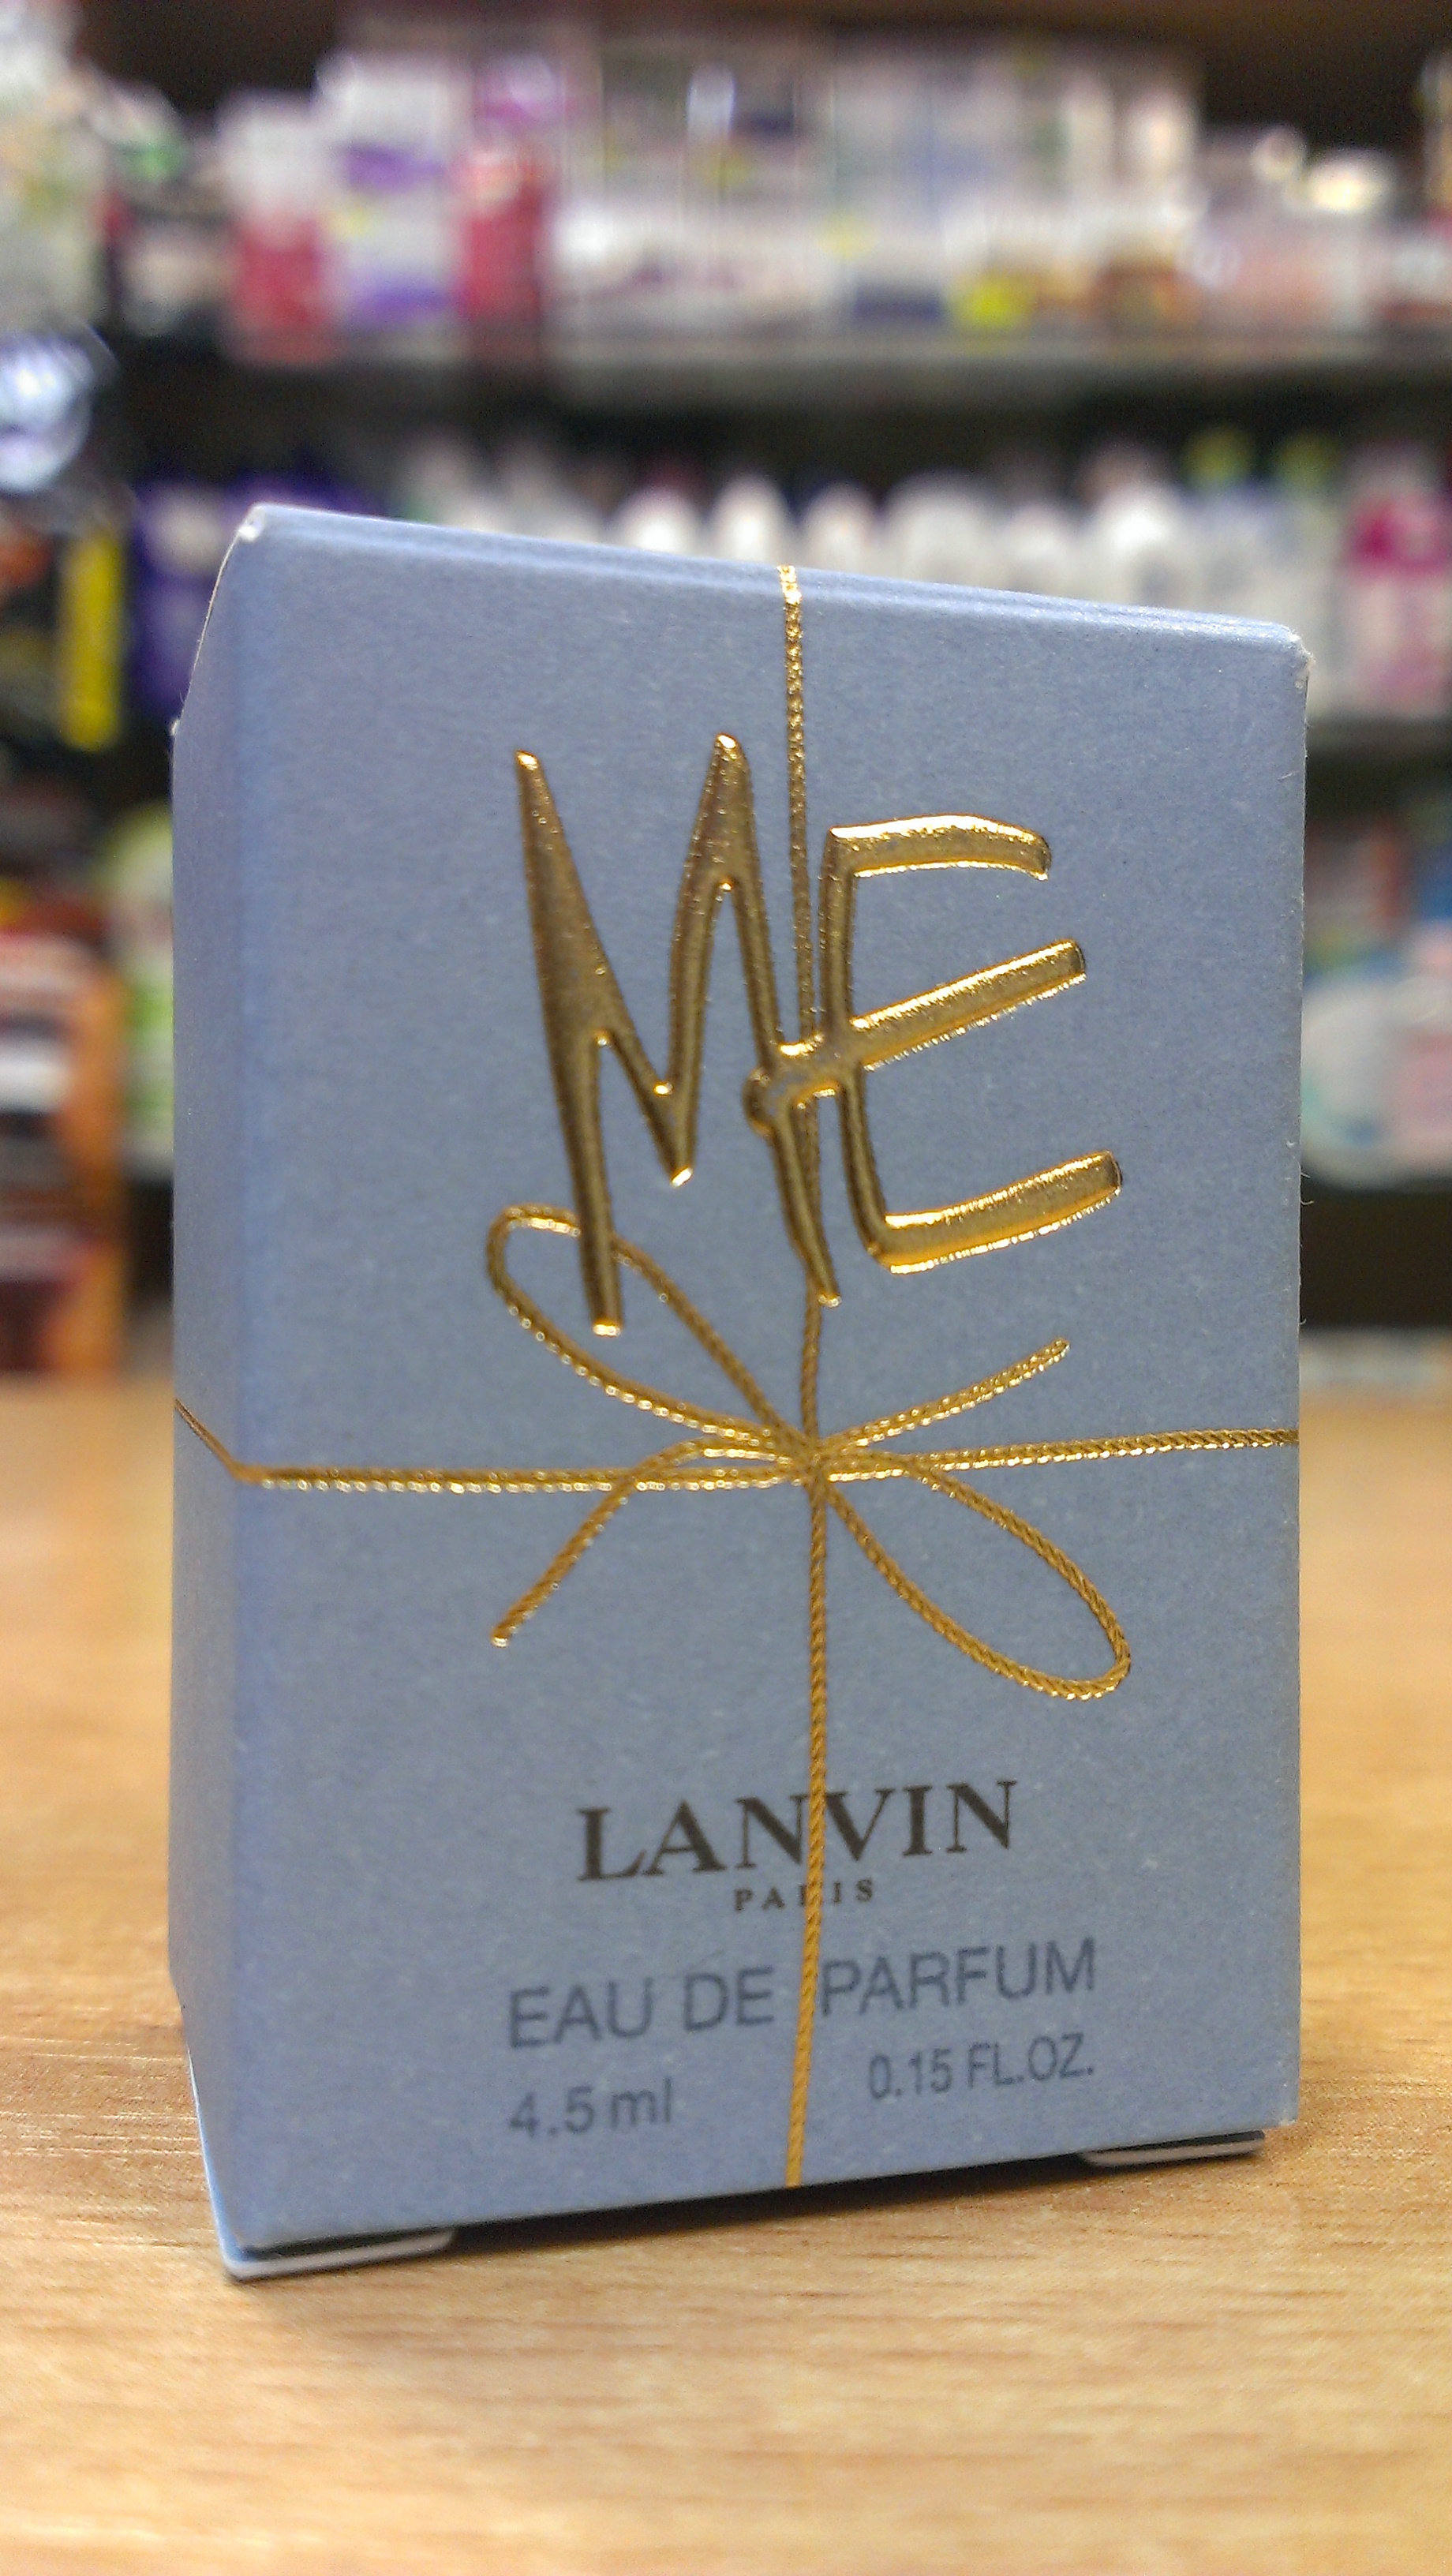 ME
LANVIN
PARIS
EAU DE PARFUM
4.5 ml 0.15 FL.OZ.